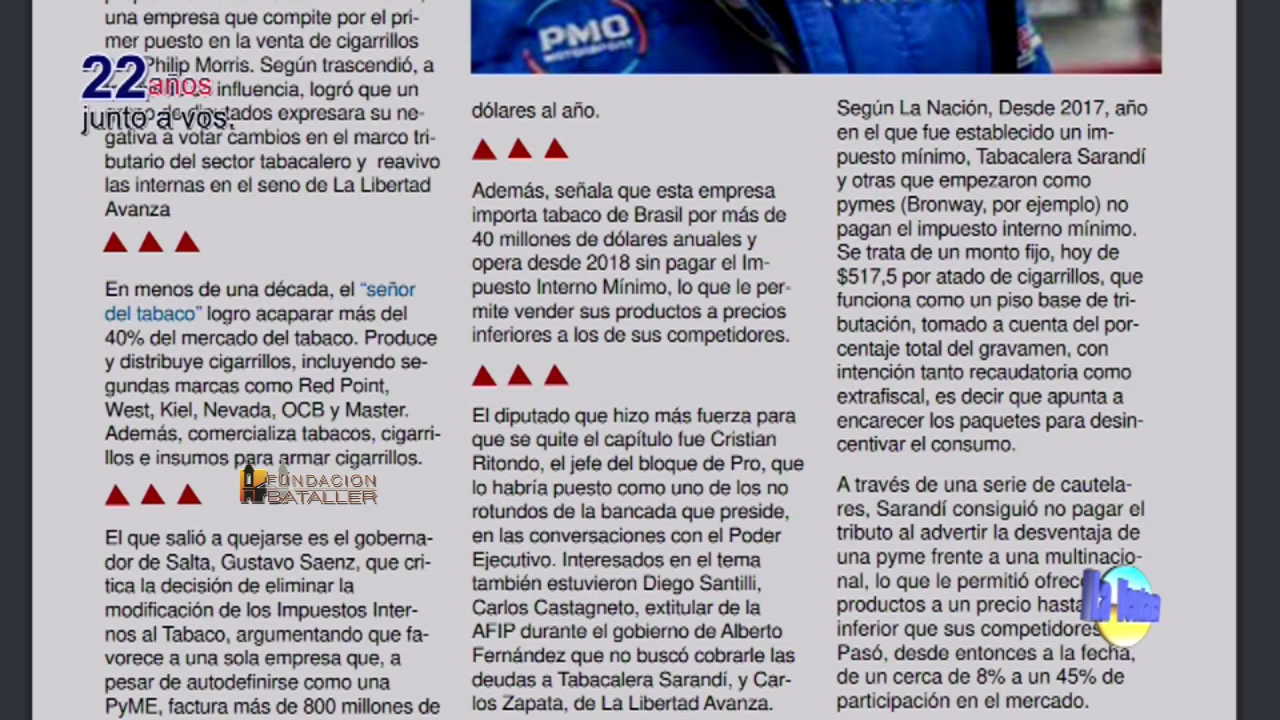 una empresa que compite por el pri-
mer puesto en la venta de cigarrillos
Philip Morris. Según trascendió, a
influencia, logró que un
expresara su ne-
gativa a votar cambios en el marco tri-
butario del sector tabacalero y reavivo
las internas en el seno de La Libertad
Avanza
En menos de una década, el “señor
del tabaco” logro acaparar más del
40% del mercado del tabaco. Produce
y distribuye cigarrillos, incluyendo se-
gundas marcas como Red Point,
West, Kiel, Nevada, OCB y Master.
Además, comercializa tabacos, cigarri-
llos e insumos para armar cigarrillos.
El que salió a quejarse es el goberna-
dor de Salta, Gustavo Saenz, que cri-
tica la decisión de eliminar la
modificación de los Impuestos Inter-
nos al Tabaco, argumentando que fa-
vorece a una sola empresa que, a
pesar de autodefinirse como una
PyME, factura más de 800 millones de
PMO
MOTORSPORT
dólares al año.
Además, señala que esta empresa
importa tabaco de Brasil por más de
40 millones de dólares anuales y
opera desde 2018 sin pagar el Im-
puesto Interno Mínimo, lo que le per-
mite vender sus productos a precios
inferiores a los de sus competidores.
El diputado que hizo más fuerza para
que se quite el capítulo fue Cristian
Ritondo, el jefe del bloque de Pro, que
lo habría puesto como uno de los no
rotundos de la bancada que preside,
en las conversaciones con el Poder
Ejecutivo. Interesados en el tema
también estuvieron Diego Santilli,
Carlos Castagneto, extitular de la
AFIP durante el gobierno de Alberto
Fernández que no buscó cobrarle las
deudas a Tabacalera Sarandí, y Car-
los Zapata, de La Libertad Avanza.
Según La Nación, Desde 2017, año
en el que fue establecido un im-
puesto mínimo, Tabacalera Sarandí
y otras que empezaron como
pymes (Bronway, por ejemplo) no
pagan el impuesto interno mínimo.
Se trata de un monto fijo, hoy de
$517,5 por atado de cigarrillos, que
funciona como un piso base de tri-
butación, tomado a cuenta del por-
centaje total del gravamen, con
intención tanto recaudatoria como
extrafiscal, es decir que apunta a
encarecer los paquetes para desin-
centivar el consumo.
A través de una serie de cautela-
res, Sarandí consiguió no pagar el
tributo al advertir la desventaja de
una pyme frente a una multinacio-
nal, lo que le permitió
productos a un precio hasta
inferior que sus competidores
Pasó, desde entonces a la fecha,
de un cerca de 8% a un 45% de
participación en el mercado.
22 años
junto a vos.
FUNDACION
BATALLER